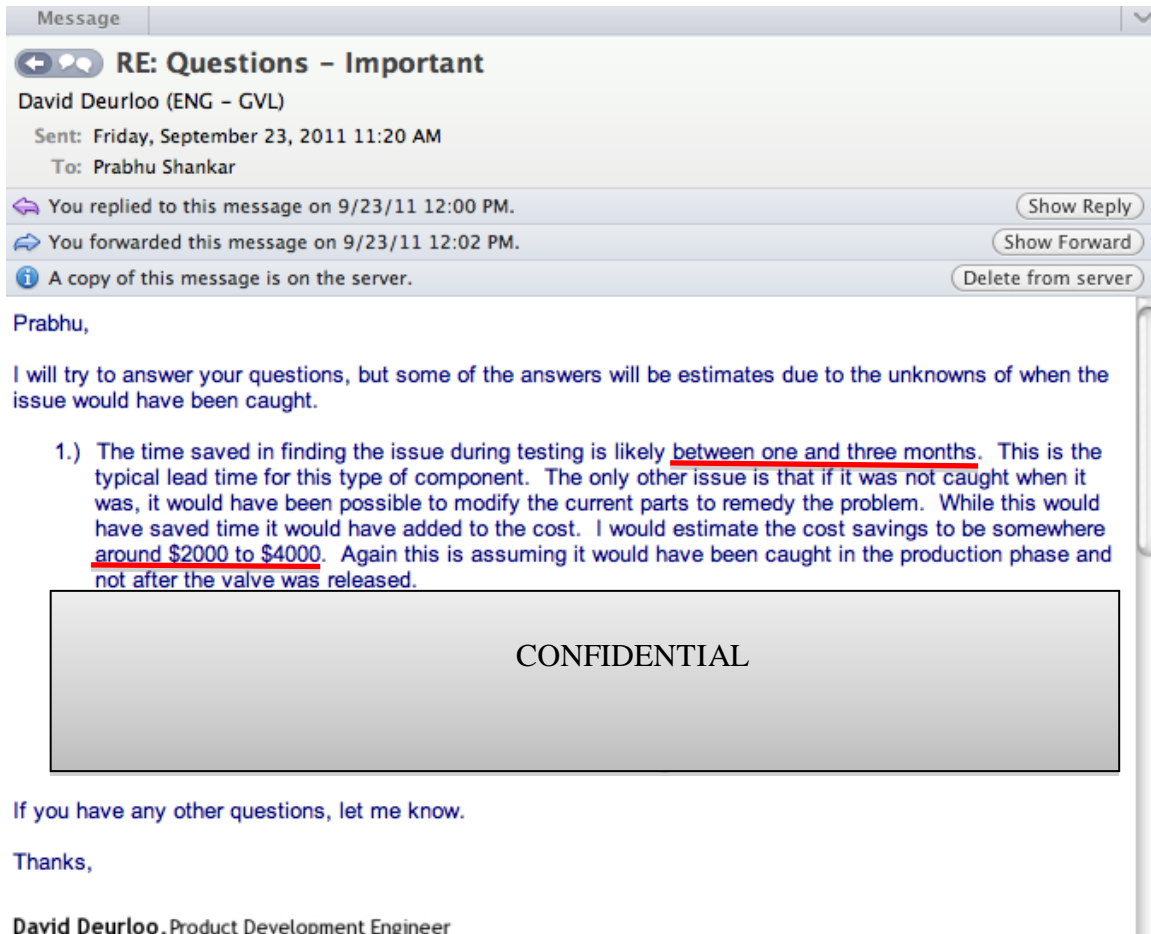 Message
RE: Questions – Important
David Deurloo (ENG – GVL)
Sent: Friday, September 23, 2011 11:20 AM
To: Prabhu Shankar
You replied to this message on 9/23/11 12:00 PM. Show Reply
You forwarded this message on 9/23/11 12:02 PM. Show Forward
A copy of this message is on the server. Delete from server
Prabhu,
I will try to answer your questions, but some of the answers will be estimates due to the unknowns of when the
issue would have been caught.
1.) The time saved in finding the issue during testing is likely between one and three months. This is the
typical lead time for this type of component. The only other issue is that if it was not caught when it
was, it would have been possible to modify the current parts to remedy the problem. While this would
have saved time it would have added to the cost. I would estimate the cost savings to be somewhere
around $2000 to $4000. Again this is assuming it would have been caught in the production phase and
not after the valve was released.
CONFIDENTIAL
If you have any other questions, let me know.
Thanks,
David Deurloo, Product Development Engineer